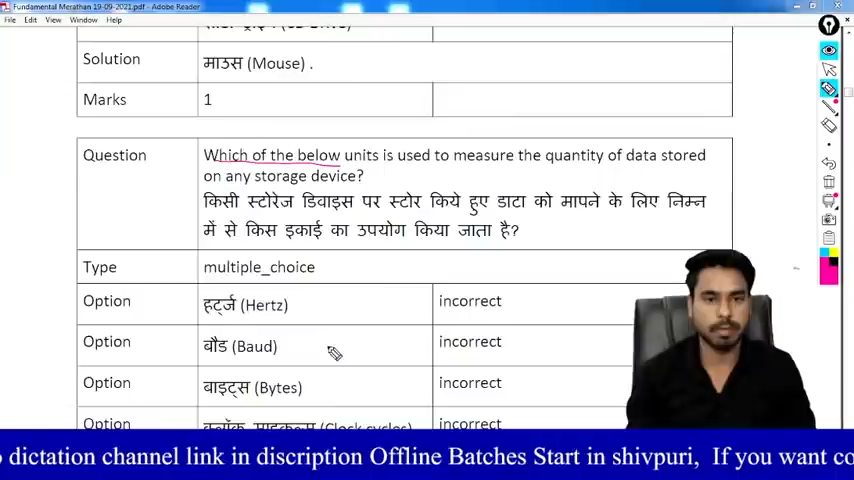 Fundamental Merathan 19-09-2021.pdf - Adobe Reader
File Edit View Window Help
Solution माउस (Mouse) .
Marks 1
Question Which of the below units is used to measure the quantity of data stored
on any storage device?
किसी स्टोरेज डिवाइस पर स्टोर किये हुए डाटा को मापने के लिए निम्न
में से किस इकाई का उपयोग किया जाता है?
Type multiple_choice
Option हर्ट्ज (Hertz) incorrect
Option बौड (Baud) incorrect
Option बाइट्स (Bytes) incorrect
Option क्लॉक साइकल्स (Clock cycles) incorrect
o dictation channel link in discription Offline Batches Start in shivpuri, If you want co